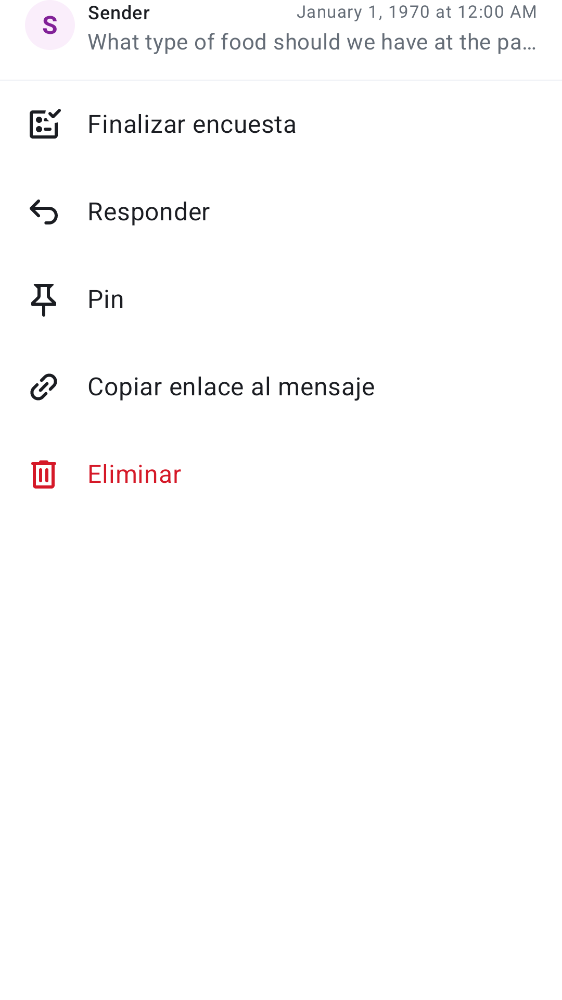 S
Sender
January 1, 1970 at 12:00 AM
What type of food should we have at the pa…
Finalizar encuesta
Responder
Pin
Copiar enlace al mensaje
Eliminar